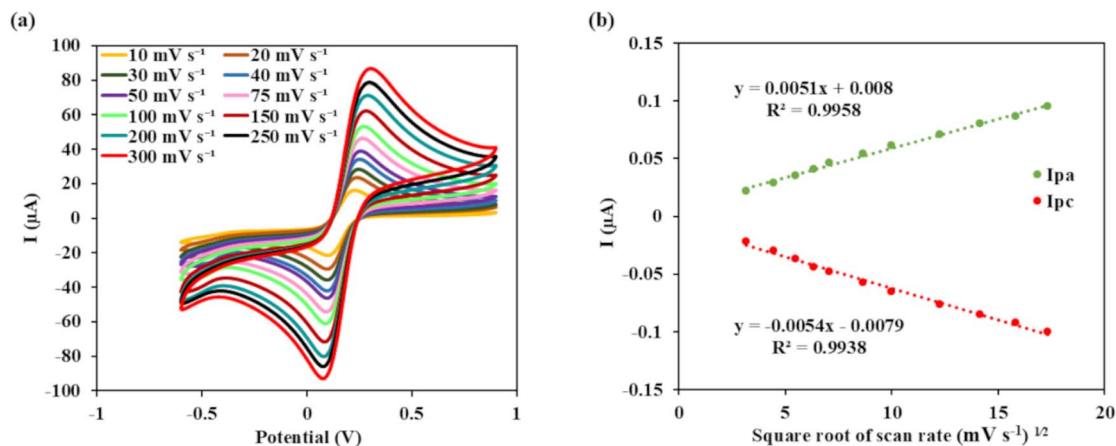 (a)
100
80
60
40
20
0
-20
-40
-60
-80
-100
I (µA)
10 mV s⁻¹ 20 mV s⁻¹
30 mV s⁻¹ 40 mV s⁻¹
50 mV s⁻¹ 75 mV s⁻¹
100 mV s⁻¹ 150 mV s⁻¹
200 mV s⁻¹ 250 mV s⁻¹
300 mV s⁻¹
-1 -0.5 0 0.5 1
Potential (V)
(b)
0.15
0.1
0.05
0
-0.05
-0.1
-0.15
I (µA)
y = 0.0051x + 0.008
R² = 0.9958
Ipa
Ipc
y = -0.0054x - 0.0079
R² = 0.9938
0 5 10 15 20
Square root of scan rate (mV s⁻¹) ¹/²